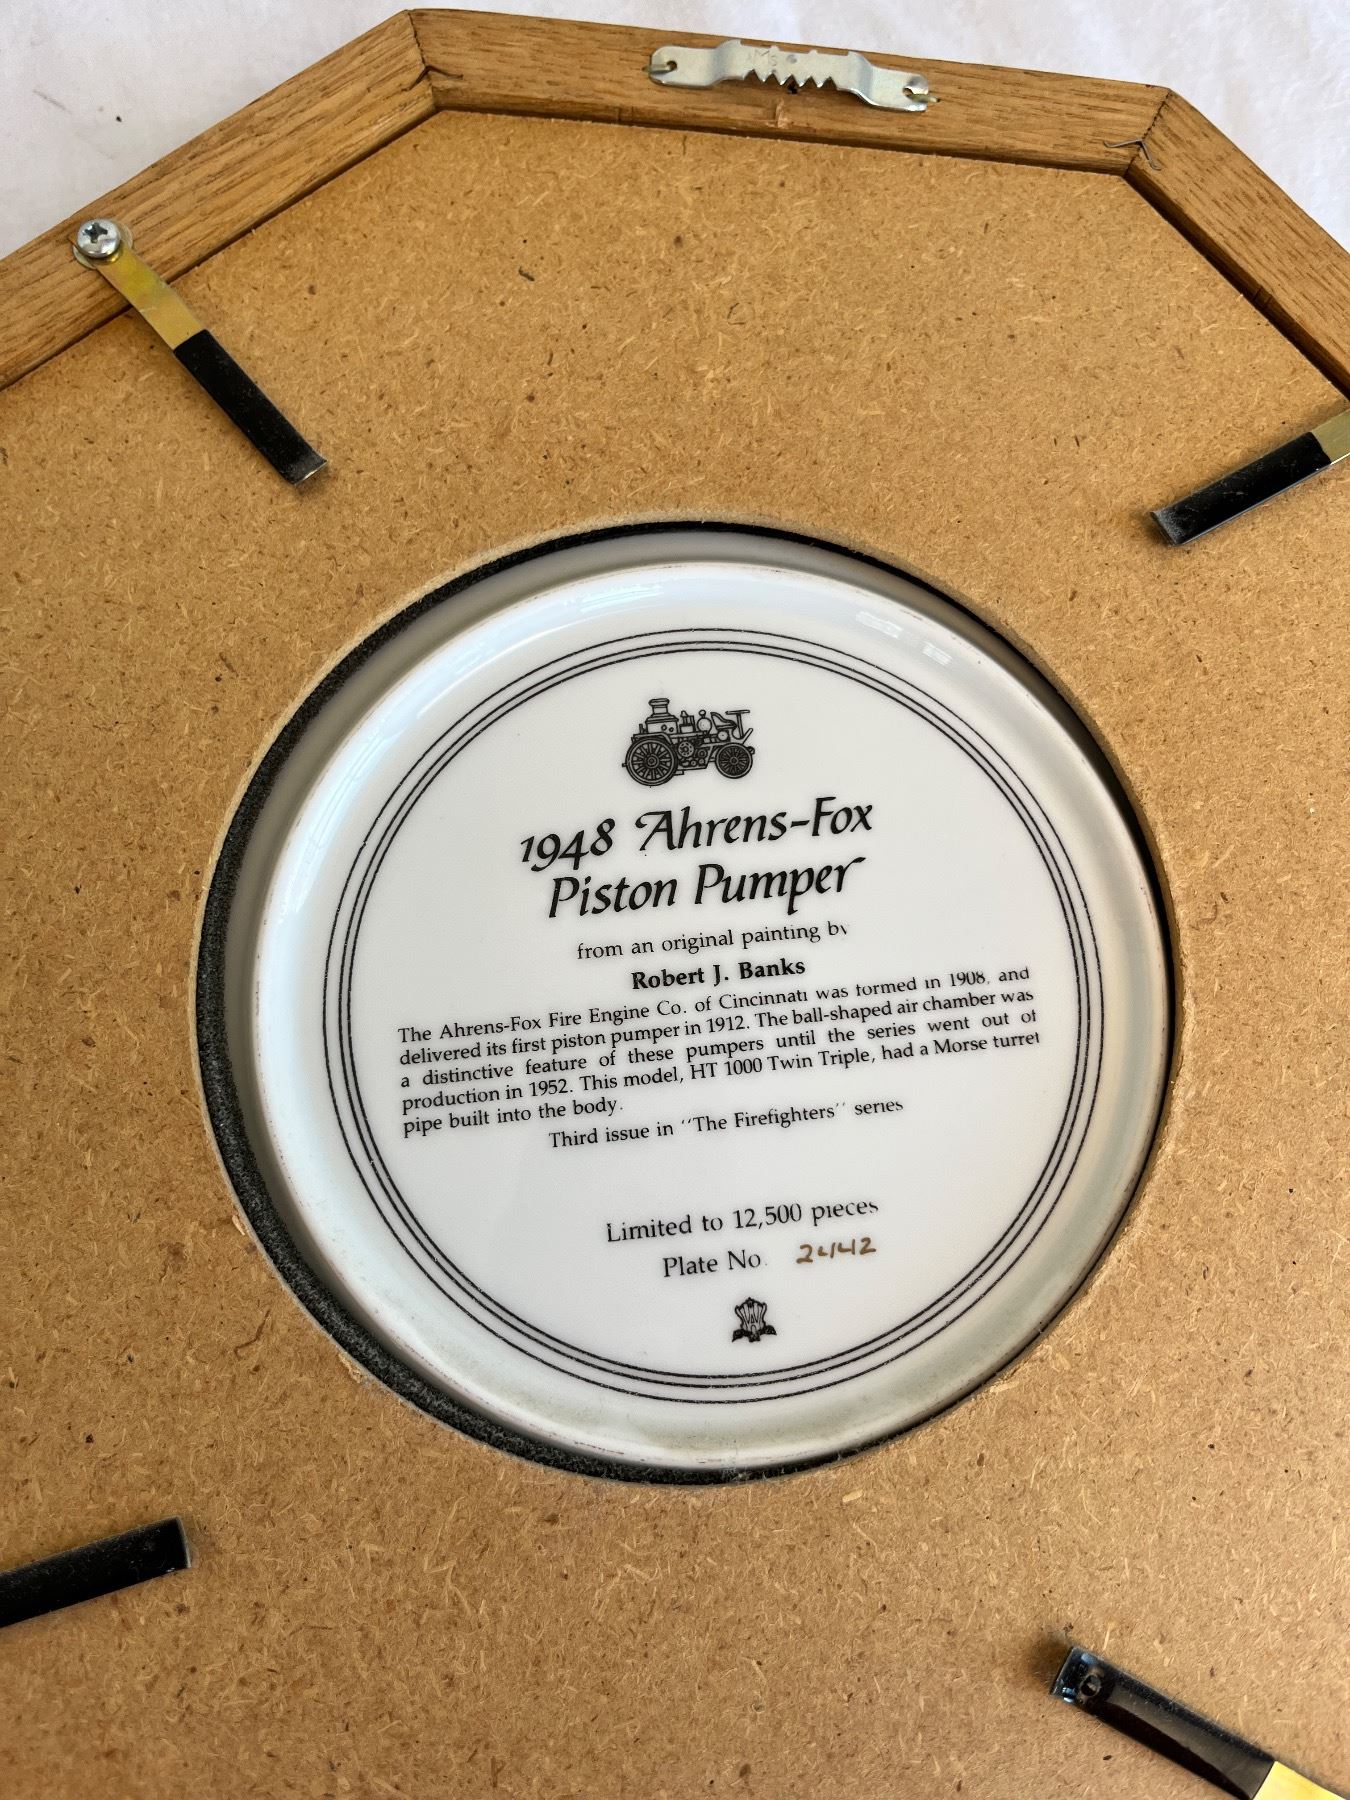 1948 Ahrens-Fox
Piston Pumper
from an original painting by
Robert J. Banks
The Ahrens-Fox Fire Engine Co. of Cincinnati was formed in 1908, and
delivered its first piston pumper in 1912. The ball-shaped air chamber was
a distinctive feature of these pumpers until the series went out of
production in 1952. This model, HT 1000 Twin Triple, had a Morse turret
pipe built into the body.
Third issue in ''The Firefighters'' series
Limited to 12,500 pieces
Plate No. 2442